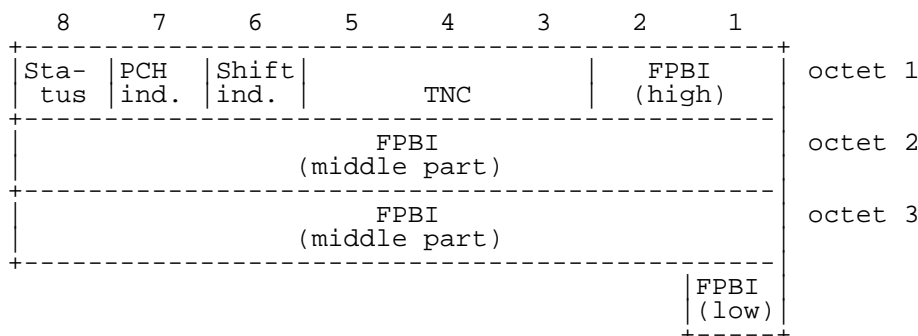 8 7 6 5 4 3 2 1
Sta- PCH Shift FPBI octet 1
tus ind. ind. TNC (high)
FPBI octet 2
(middle part)
FPBI octet 3
(middle part)
FPBI
(low)